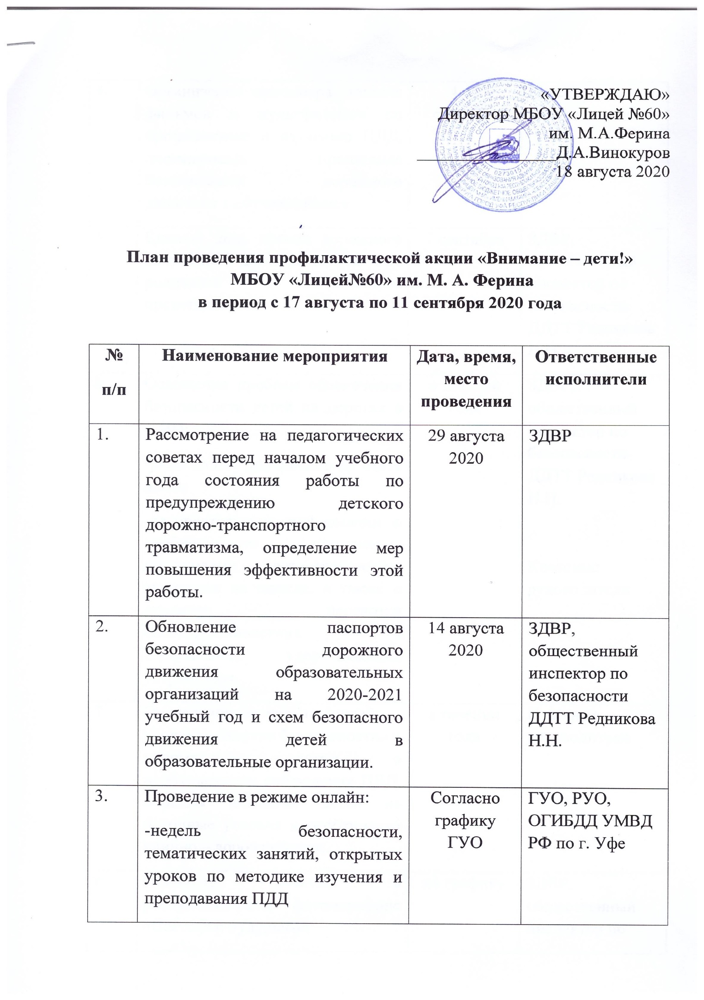 «УТВЕРЖДАЮ»
Директор МБОУ «Лицей №60»
им. М.А.Ферина
Д.А.Винокуров
18 августа 2020
План проведения профилактической акции «Внимание – дети!»
МБОУ «Лицей№60» им. М. А. Ферина
в период с 17 августа по 11 сентября 2020 года
№
п/п
Наименование мероприятия
Дата, время,
место
проведения
Ответственные
исполнители
1.
Рассмотрение на педагогических
советах перед началом учебного
года состояния работы по
предупреждению детского
дорожно-транспортного
травматизма, определение мер
повышения эффективности этой
работы.
29 августа
2020
ЗДВР
2.
Обновление паспортов
безопасности дорожного
движения образовательных
организаций на 2020-2021
учебный год и схем безопасного
движения детей в
образовательные организации.
14 августа
2020
ЗДВР,
общественный
инспектор по
безопасности
ДДТТ Редникова
Н.Н.
3.
Проведение в режиме онлайн:
-недель безопасности,
тематических занятий, открытых
уроков по методике изучения и
преподавания ПДД
Согласно
графику
ГУО
ГУО, РУО,
ОГИБДД УМВД
РФ по г. Уфе